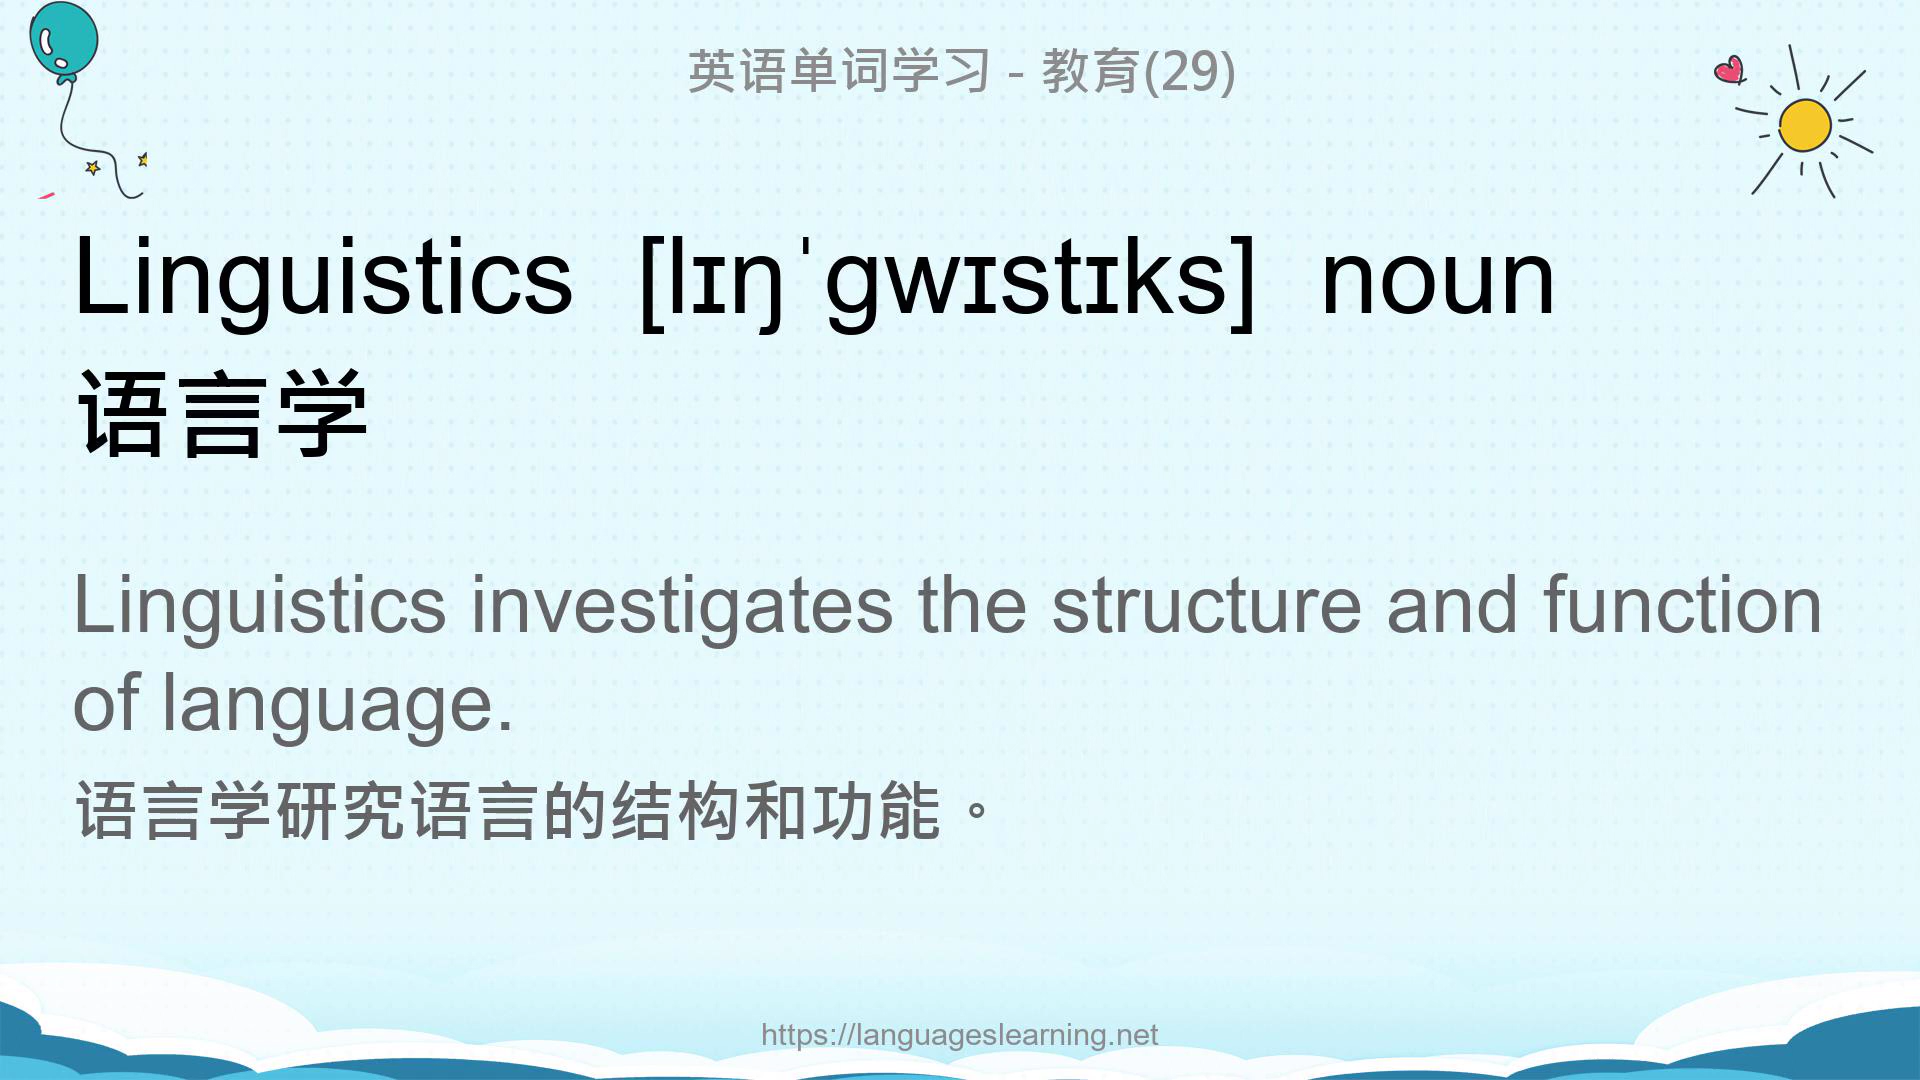 英语单词学习 - 教育(29)
Linguistics [lɪŋˈgwɪstɪks] noun
语言学
Linguistics investigates the structure and function
of language.
语言学研究语言的结构和功能。
https://languageslearning.net